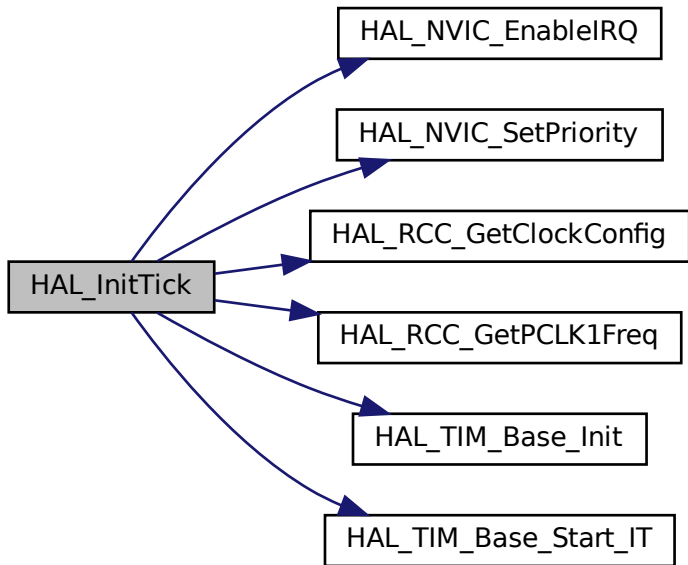 HAL_NVIC_EnableIRQ
HAL_NVIC_SetPriority
HAL_RCC_GetClockConfig
HAL_InitTick
HAL_RCC_GetPCLK1Freq
HAL_TIM_Base_Init
HAL_TIM_Base_Start_IT